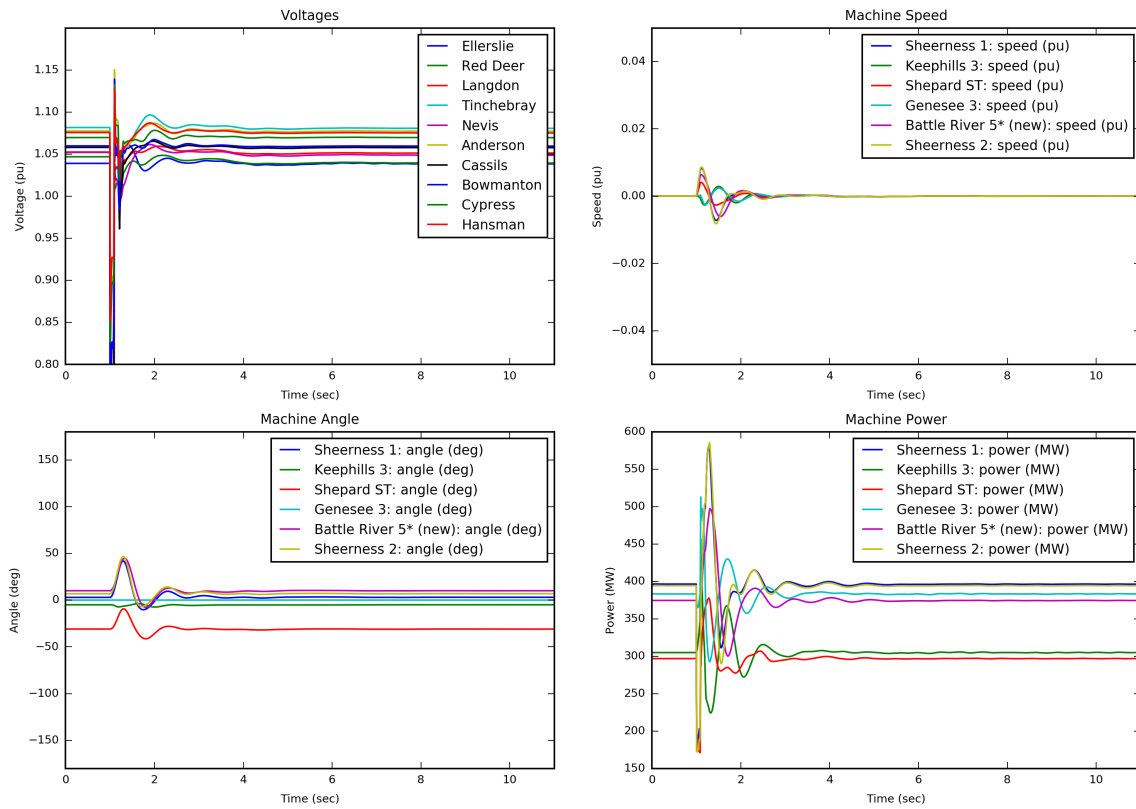 Voltages
Voltage (pu)
1.15
1.10
1.05
1.00
0.95
0.90
0.85
0.80
Ellerslie
Red Deer
Langdon
Tinchebray
Nevis
Anderson
Cassils
Bowmanton
Cypress
Hansman
0 2 4 6 8 10
Time (sec)
Machine Speed
Speed (pu)
0.04
0.02
0.00
−0.02
−0.04
Sheerness 1: speed (pu)
Keephills 3: speed (pu)
Shepard ST: speed (pu)
Genesee 3: speed (pu)
Battle River 5* (new): speed (pu)
Sheerness 2: speed (pu)
0 2 4 6 8 10
Time (sec)
Machine Angle
Angle (deg)
150
100
50
0
−50
−100
−150
Sheerness 1: angle (deg)
Keephills 3: angle (deg)
Shepard ST: angle (deg)
Genesee 3: angle (deg)
Battle River 5* (new): angle (deg)
Sheerness 2: angle (deg)
0 2 4 6 8 10
Time (sec)
Machine Power
Power (MW)
600
550
500
450
400
350
300
250
200
150
Sheerness 1: power (MW)
Keephills 3: power (MW)
Shepard ST: power (MW)
Genesee 3: power (MW)
Battle River 5* (new): power (MW)
Sheerness 2: power (MW)
0 2 4 6 8 10
Time (sec)